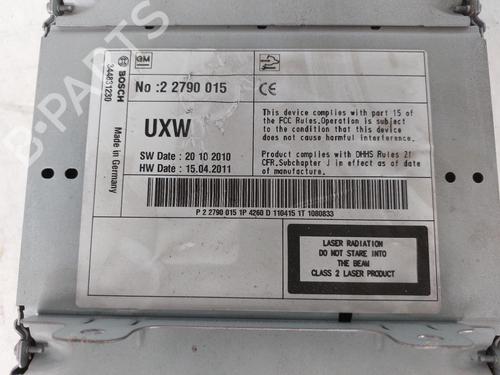 BOSCH
344831230
Made in Germany
GM
No :2 2790 015
CE
UXW
SW Date : 20 10 2010
HW Date : 15.04.2011
This device complies with part 15 of
the FCC Rules.Operation is subject
to the condition that this device
does not cause harmful interference.
Product complies with DHHS Rules 21
CFR.Subchapter J in effect as of date
of manufacture.
P 2 2790 015 1P 4260 D 110415 1T 1080833
LASER RADIATION
DO NOT STARE INTO
THE BEAM
CLASS 2 LASER PRODUCT
B-PARTS